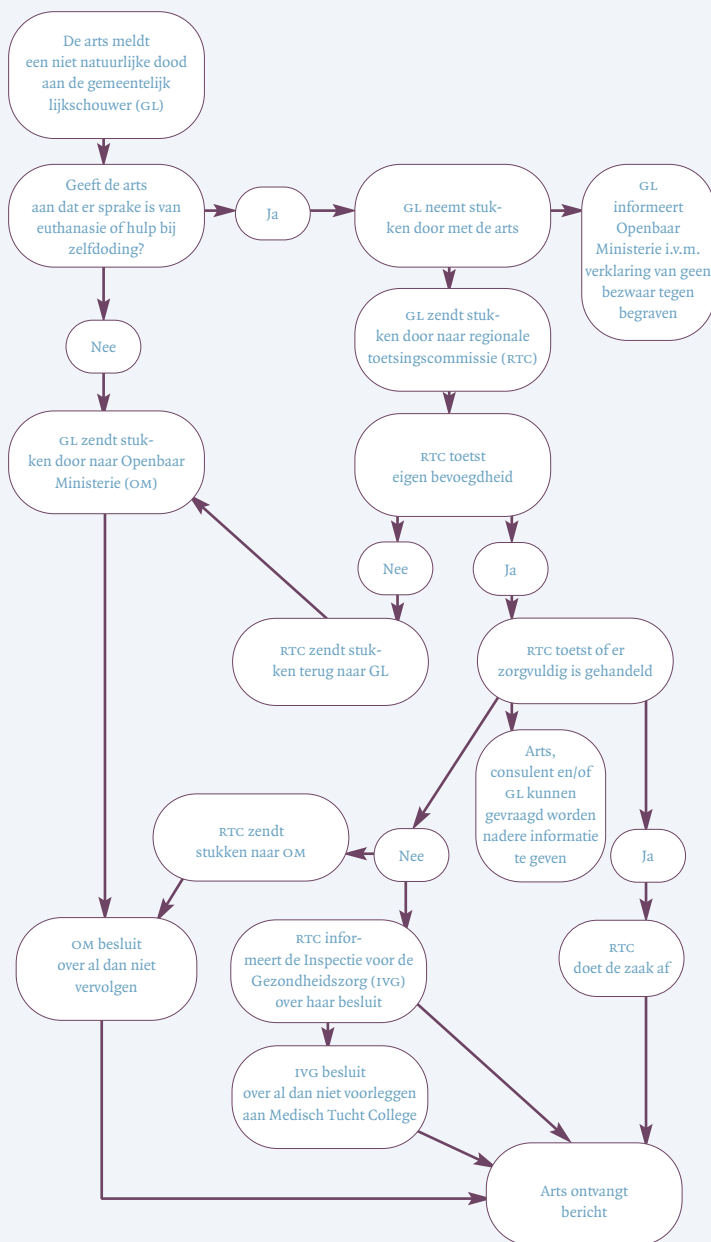 De arts meldt
een niet natuurlijke dood
aan de gemeentelijk
lijkschouwer (GL)
Geeft de arts
aan dat er sprake is van
euthanasie of hulp bij
zelfdoding?
Ja
GL neemt stuk-
ken door met de arts
GL
informeert
Openbaar
Ministerie i.v.m.
verklaring van geen
bezwaar tegen
begraven
Nee
GL zendt stuk-
ken door naar regionale
toetsingscommissie (RTC)
GL zendt stuk-
ken door naar Openbaar
Ministerie (OM)
RTC toetst
eigen bevoegdheid
Nee
Ja
RTC zendt stuk-
ken terug naar GL
RTC toetst of er
zorgvuldig is gehandeld
Arts,
consulent en/of
GL kunnen
gevraagd worden
nadere informatie
te geven
RTC zendt
stukken naar OM
Nee
Ja
OM besluit
over al dan niet
vervolgen
RTC infor-
meert de Inspectie voor de
Gezondheidszorg (IVG)
over haar besluit
RTC
doet de zaak af
IVG besluit
over al dan niet voorleggen
aan Medisch Tucht College
Arts ontvangt
bericht